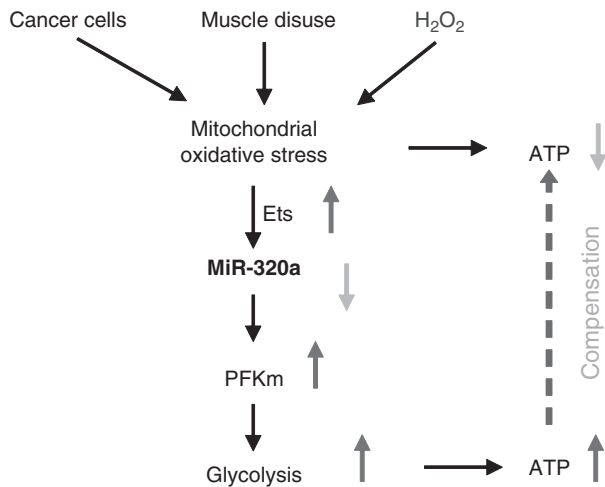 Cancer cells
Muscle disuse
H₂O₂
Mitochondrial
oxidative stress
ATP
Ets
MiR-320a
Compensation
PFKm
Glycolysis
ATP